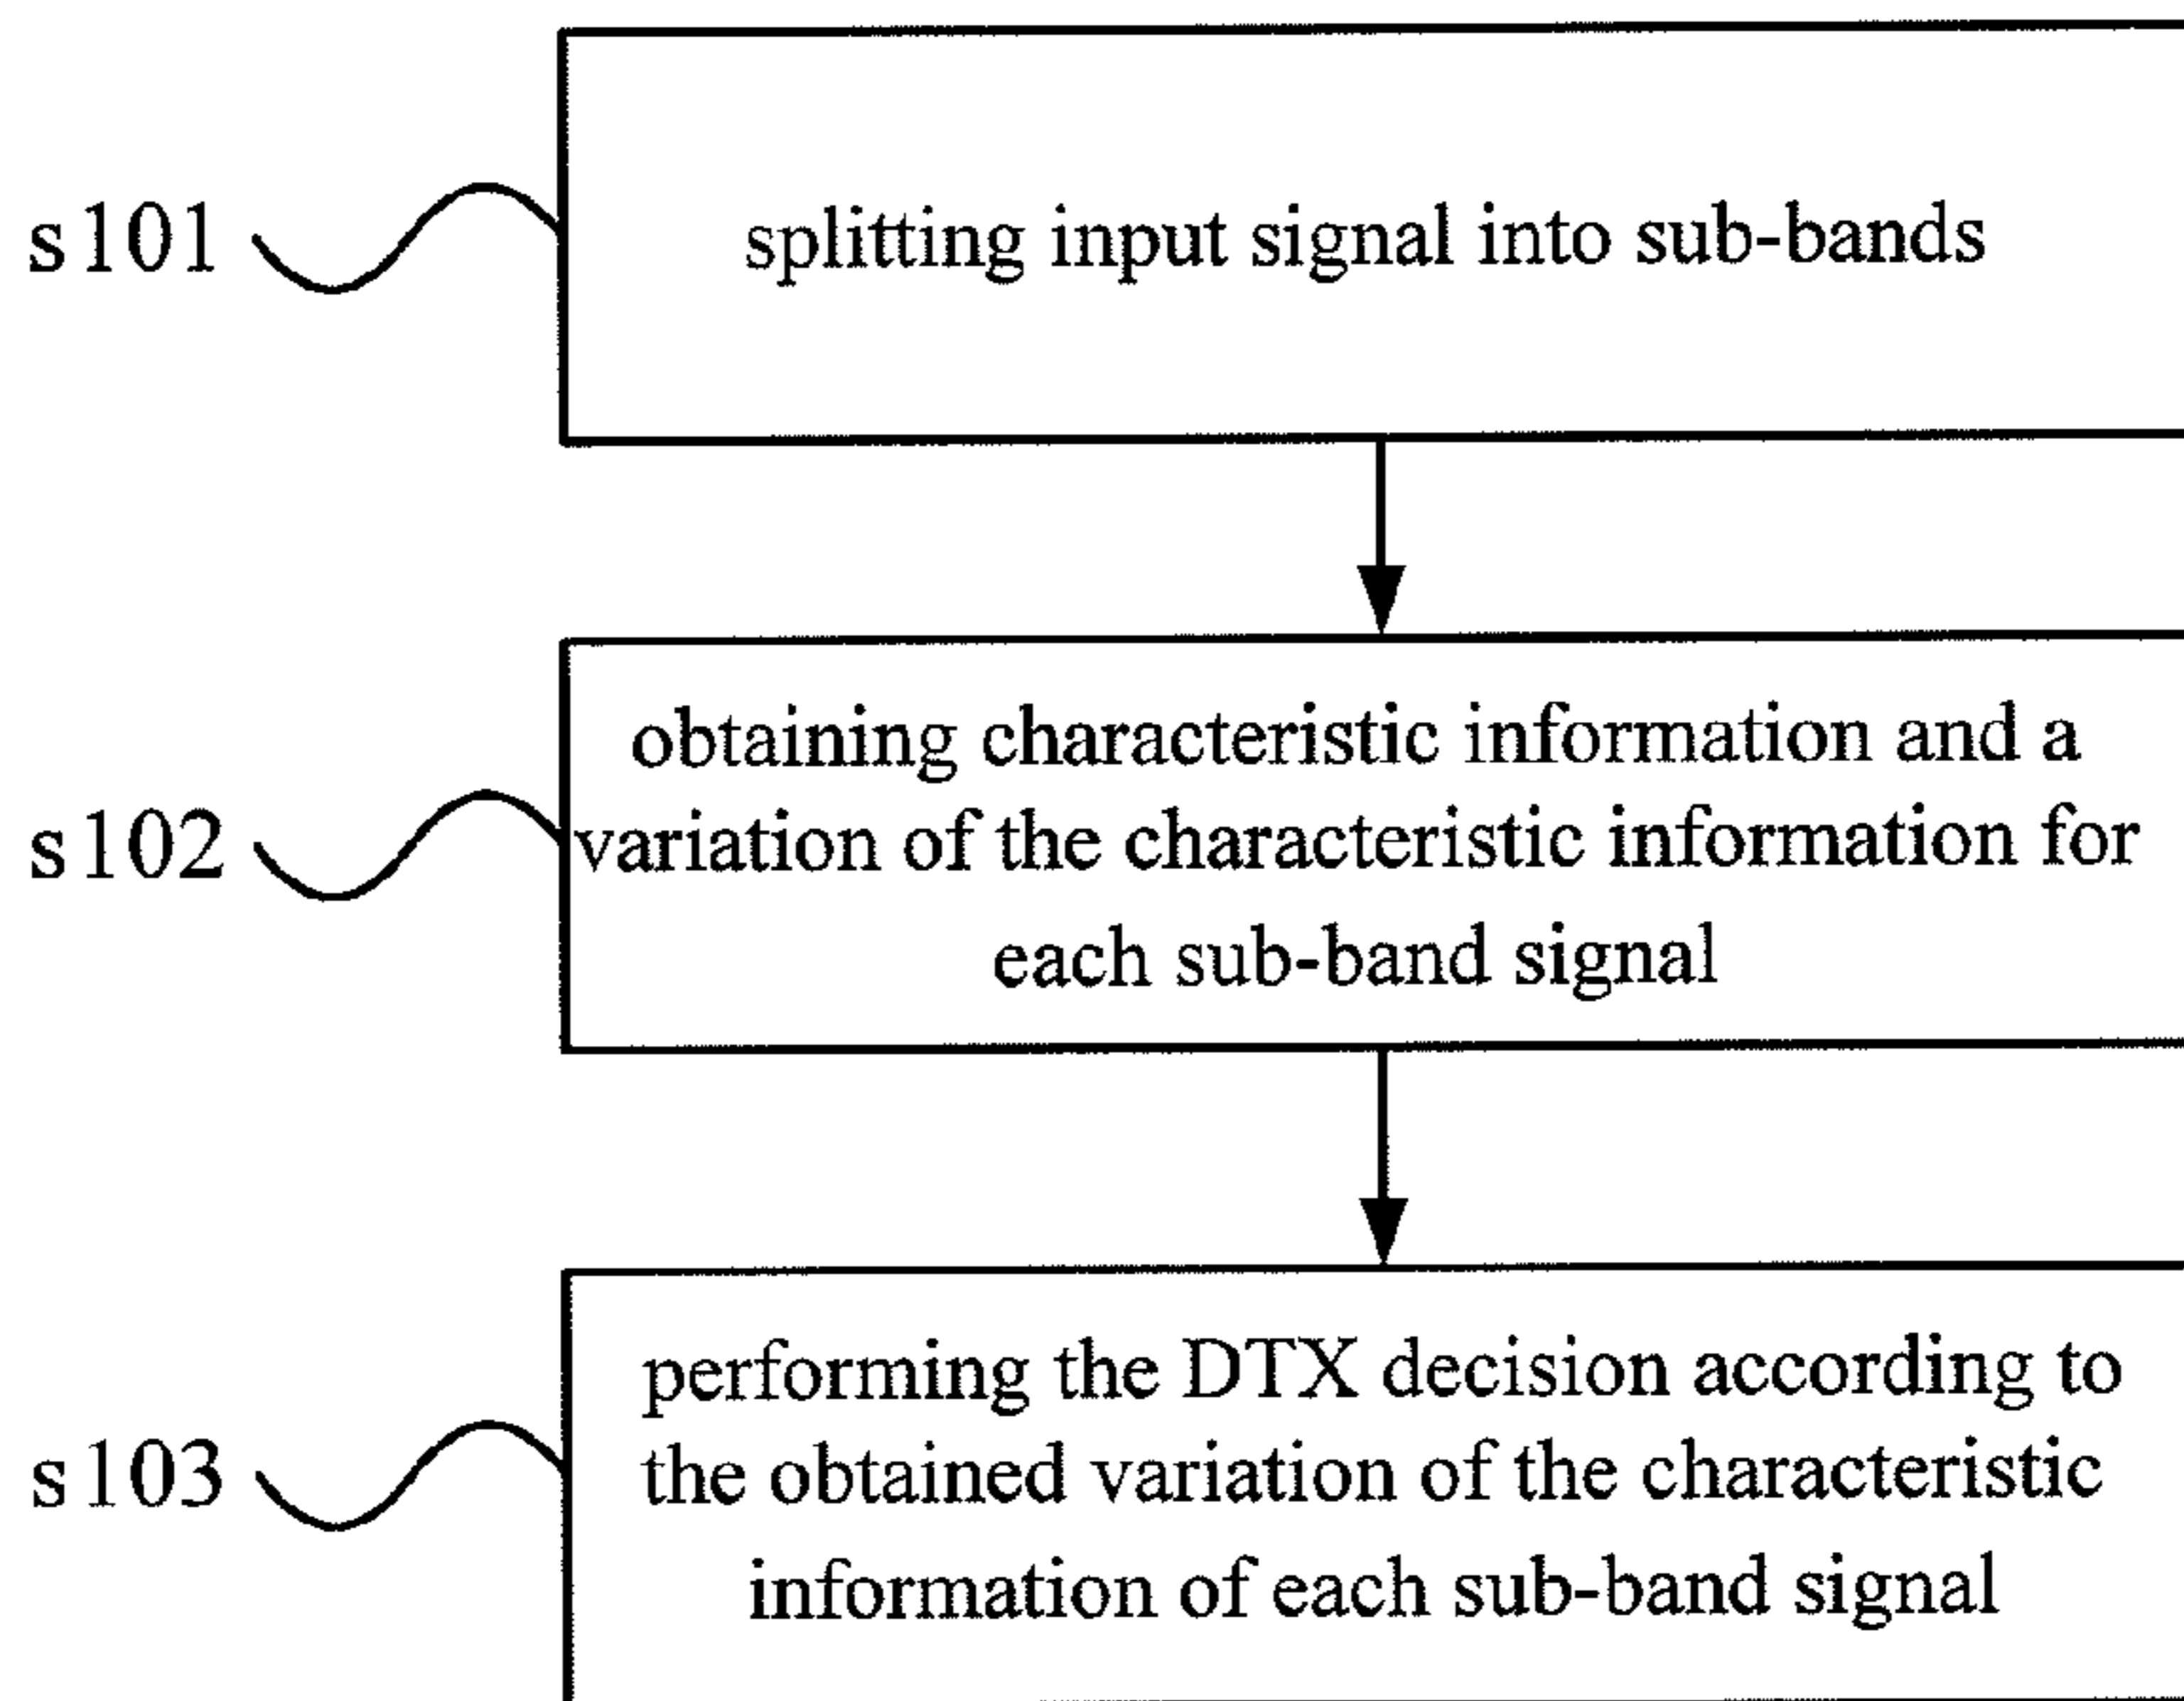 s101
splitting input signal into sub-bands
s102
obtaining characteristic information and a
variation of the characteristic information for
each sub-band signal
s103
performing the DTX decision according to
the obtained variation of the characteristic
information of each sub-band signal